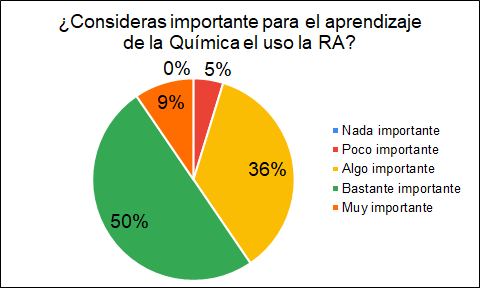 ¿Consideras importante para el aprendizaje
de la Química el uso la RA?
0%
5%
9%
36%
50%
Nada importante
Poco importante
Algo importante
Bastante importante
Muy importante